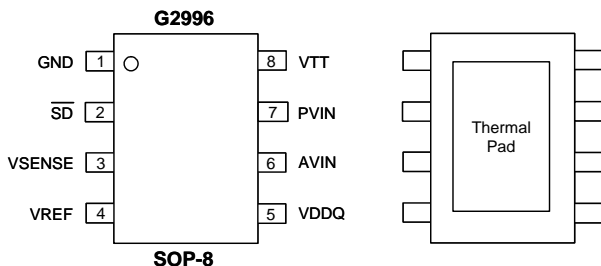 G2996
GND 1 8 VTT
SD 2 7 PVIN
VSENSE 3 6 AVIN
VREF 4 5 VDDQ
SOP-8
Thermal
Pad